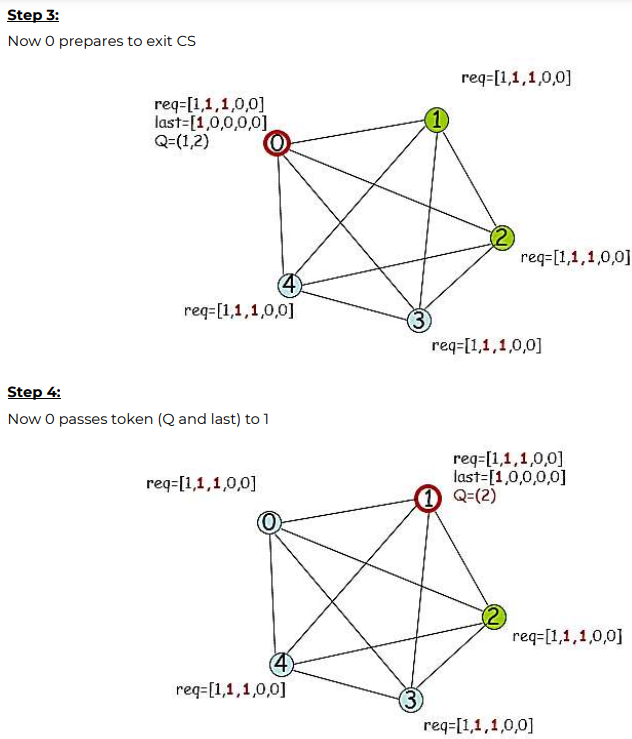 Step 3:
Now 0 prepares to exit CS
req=[1,1,1,0,0]
req=[1,1,1,0,0]
last=[1,0,0,0,0]
Q=(1,2)
0
1
2
req=[1,1,1,0,0]
4
req=[1,1,1,0,0]
3
req=[1,1,1,0,0]
Step 4:
Now 0 passes token (Q and last) to 1
req=[1,1,1,0,0]
last=[1,0,0,0,0]
Q=(2)
req=[1,1,1,0,0]
1
0
2
req=[1,1,1,0,0]
4
req=[1,1,1,0,0]
3
req=[1,1,1,0,0]